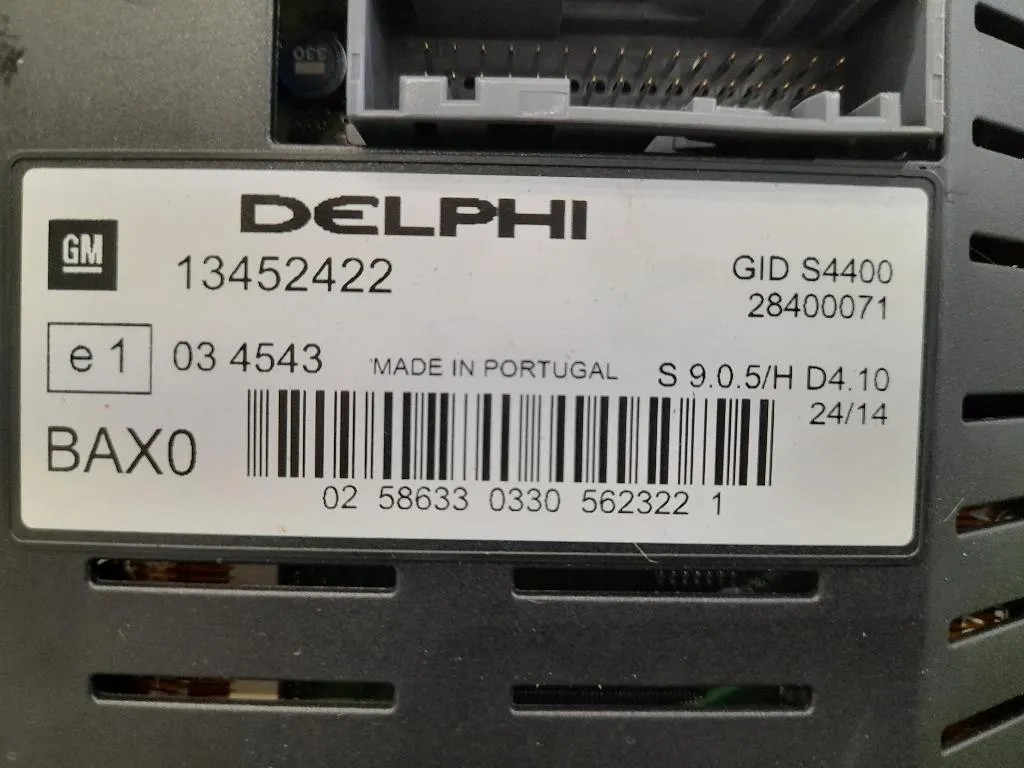 330
DELPHI
GM
13452422
GID S4400
28400071
e 1
03 4543
MADE IN PORTUGAL
S 9.0.5/H D4.10
24/14
BAX0
02 58633 0330 562322 1